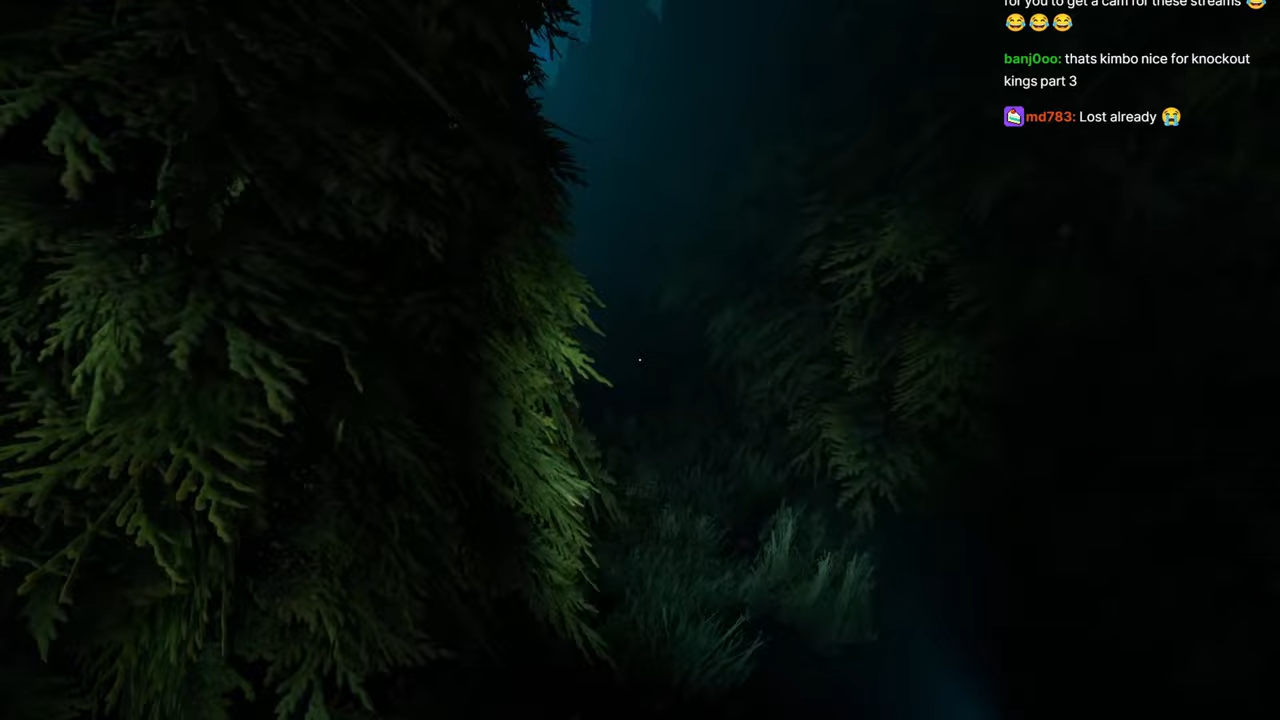 for you to get a cam for these streams 😂
😂😂😂
banj0oo: thats kimbo nice for knockout
kings part 3
md783: Lost already 😭